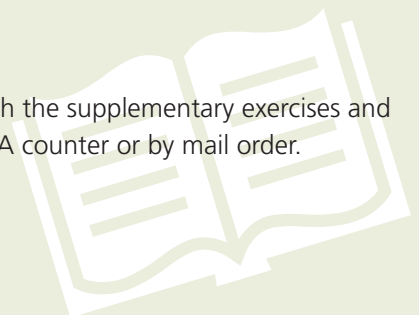 the supplementary exercises and
counter or by mail order.